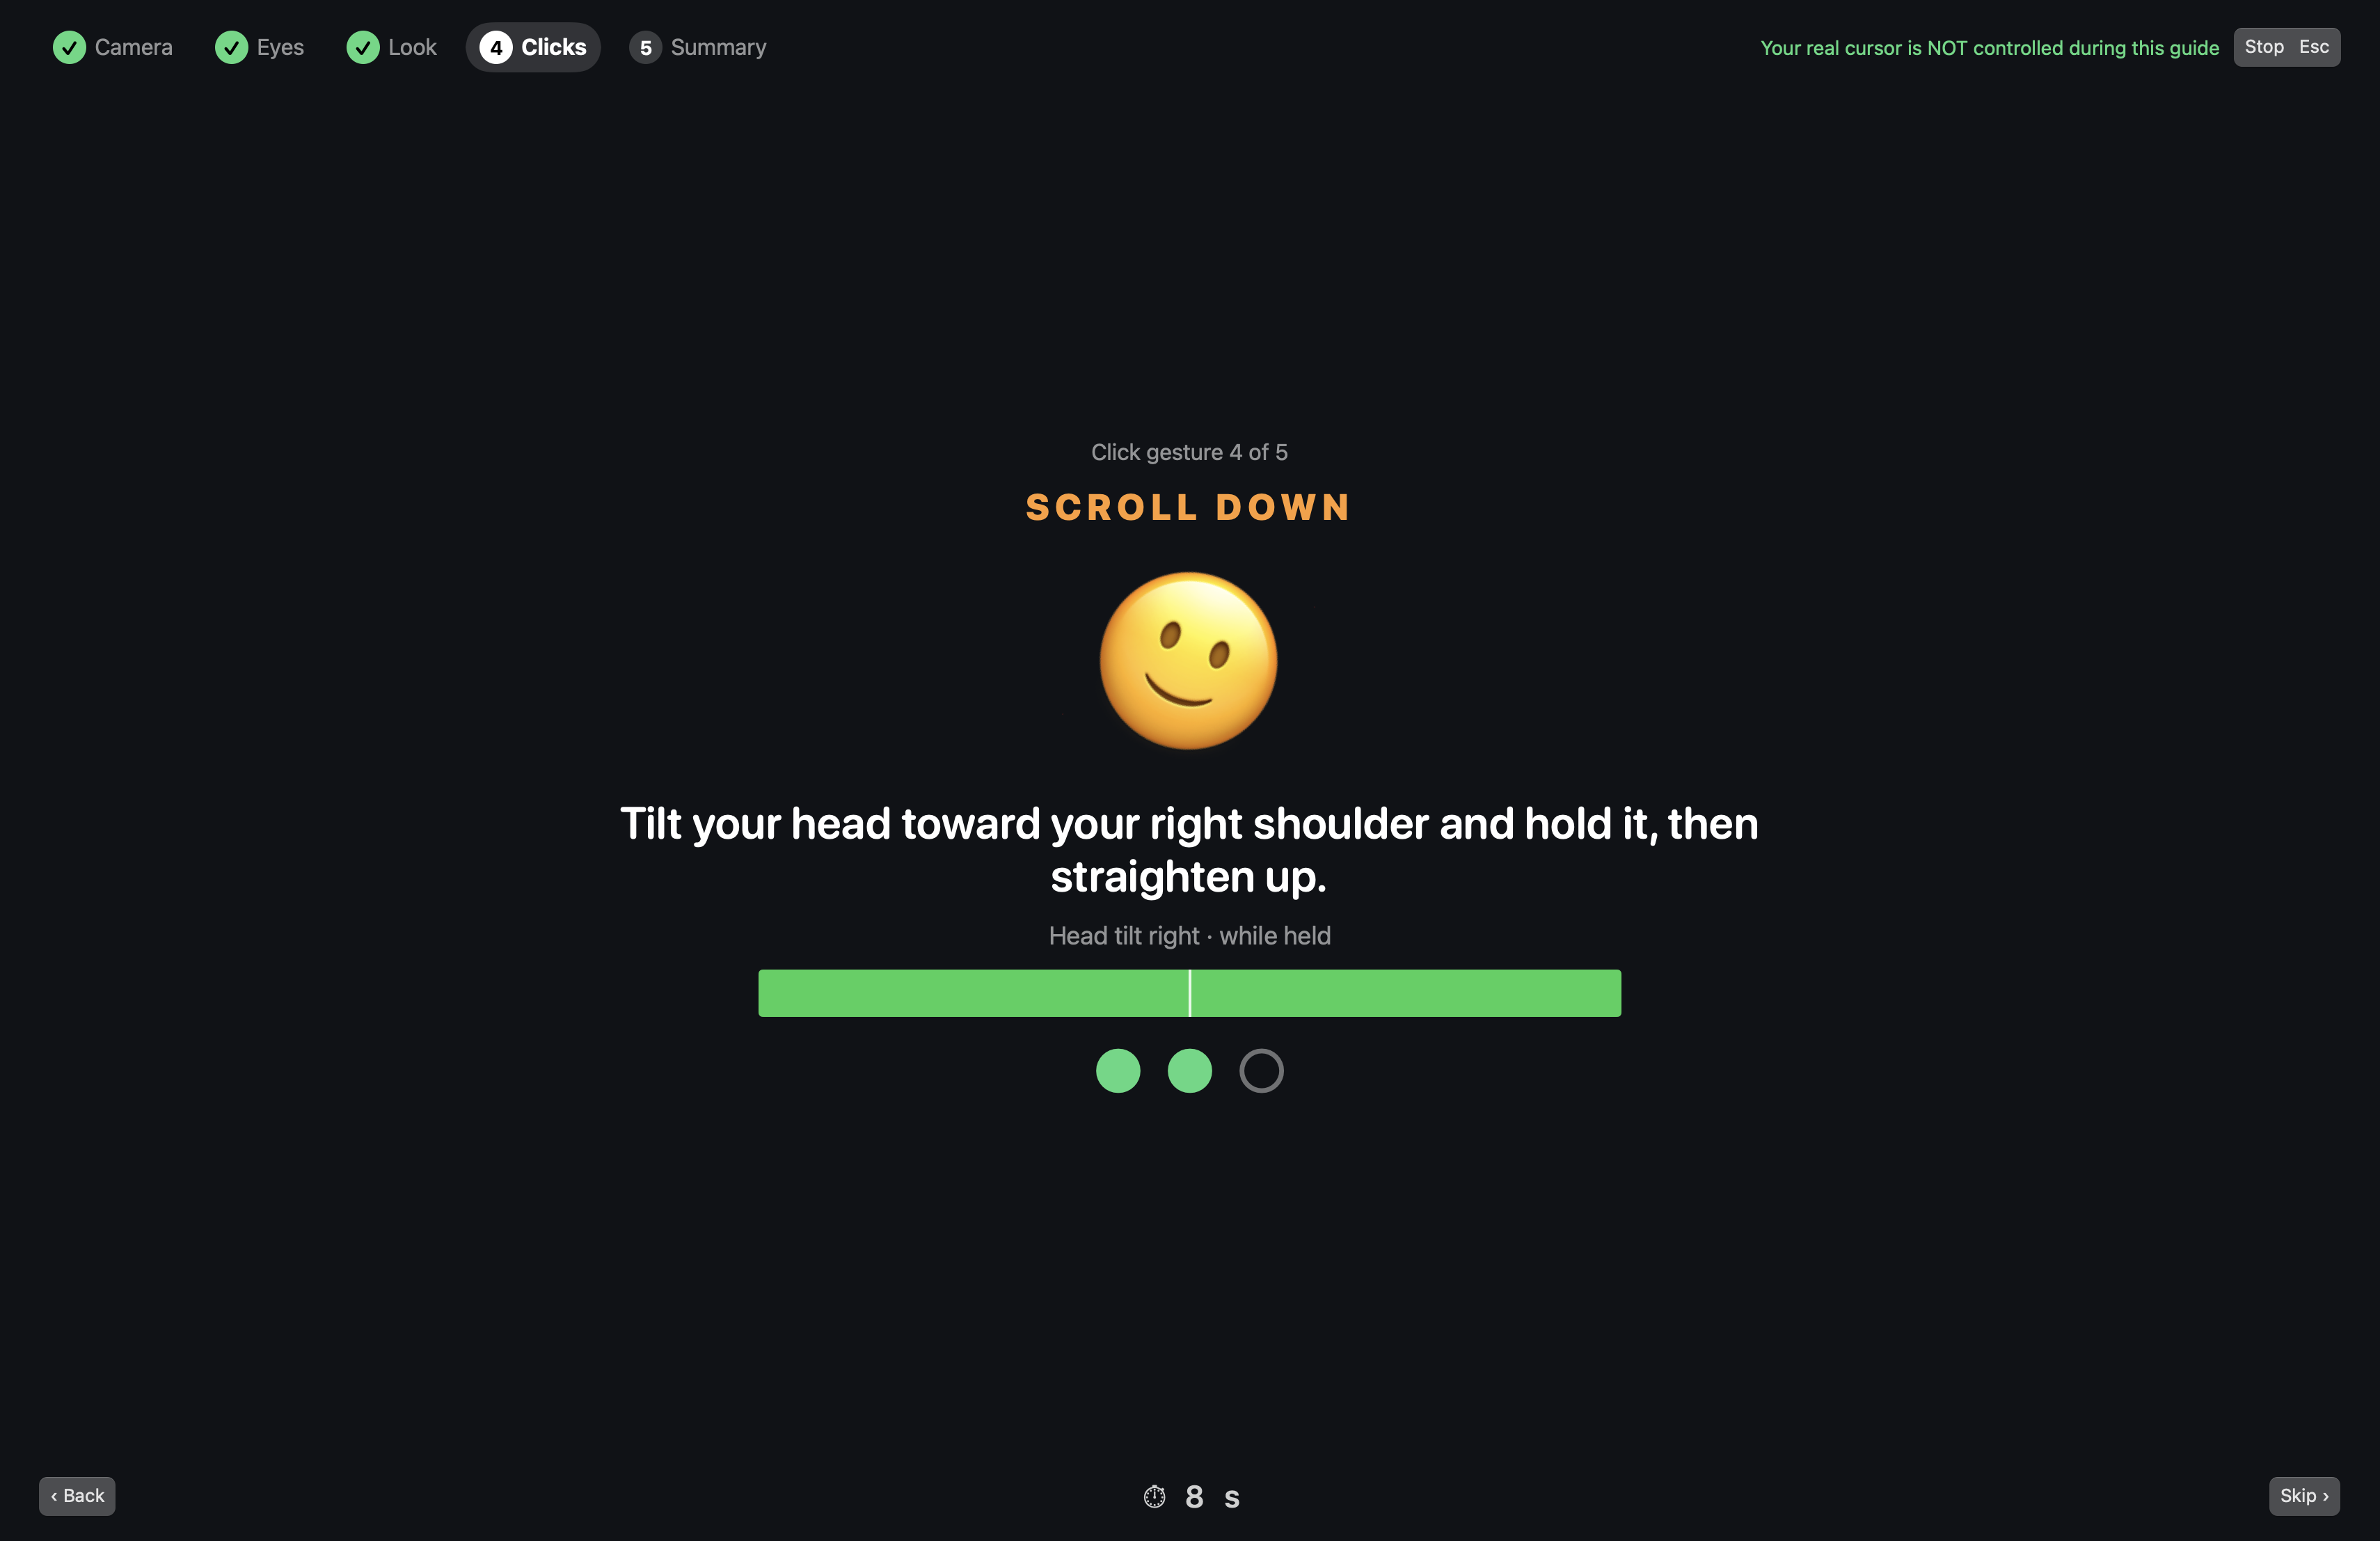 Camera
Eyes
Look
4 Clicks
5 Summary
Your real cursor is NOT controlled during this guide
Stop Esc
Click gesture 4 of 5
SCROLL DOWN
Tilt your head toward your right shoulder and hold it, then
straighten up.
Head tilt right · while held
‹ Back
⏱ 8 s
Skip ›